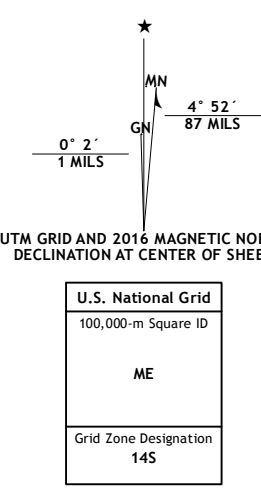 ★
MN
GN
4° 52´
87 MILS
0° 2´
1 MILS
UTM GRID AND 2016 MAGNETIC NOR
DECLINATION AT CENTER OF SHEE
U.S. National Grid
100,000-m Square ID
ME
Grid Zone Designation
14S